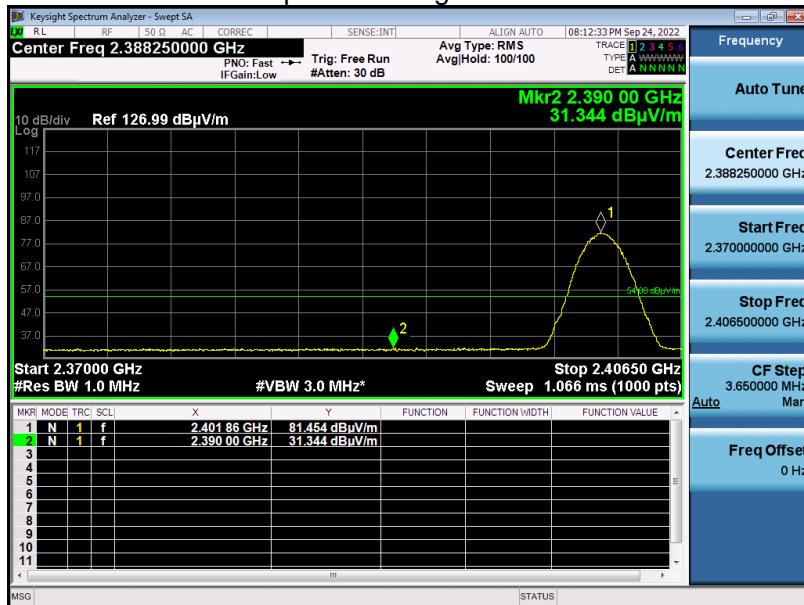 Keysight Spectrum Analyzer - Swept SA
LXI RL RF 50 Ω AC CORREC SENSE:INT ALIGN AUTO 08:12:33 PM Sep 24, 2022
Center Freq 2.388250000 GHz
PNO: Fast
IFGain:Low
Trig: Free Run
#Atten: 30 dB
Avg Type: RMS
Avg|Hold: 100/100
TRACE 1 2 3 4 5 6
TYPE A WWWWW
DET A N N N N N
Mkr2 2.390 00 GHz
31.344 dBµV/m
10 dB/div Ref 126.99 dBµV/m
Log
117
107
97.0
87.0
77.0
67.0
57.0
47.0
37.0
1
2
54.00 dBµV/m
Start 2.37000 GHz Stop 2.40650 GHz
#Res BW 1.0 MHz #VBW 3.0 MHz* Sweep 1.066 ms (1000 pts)
MKR MODE TRC SCL X Y FUNCTION FUNCTION WIDTH FUNCTION VALUE
1 N 1 f 2.401 86 GHz 81.454 dBµV/m
2 N 1 f 2.390 00 GHz 31.344 dBµV/m
3
4
5
6
7
8
9
10
11
MSG STATUS
Frequency
Auto Tune
Center Freq
2.388250000 GHz
Start Freq
2.370000000 GHz
Stop Freq
2.406500000 GHz
CF Step
3.650000 MHz
Auto Man
Freq Offset
0 Hz